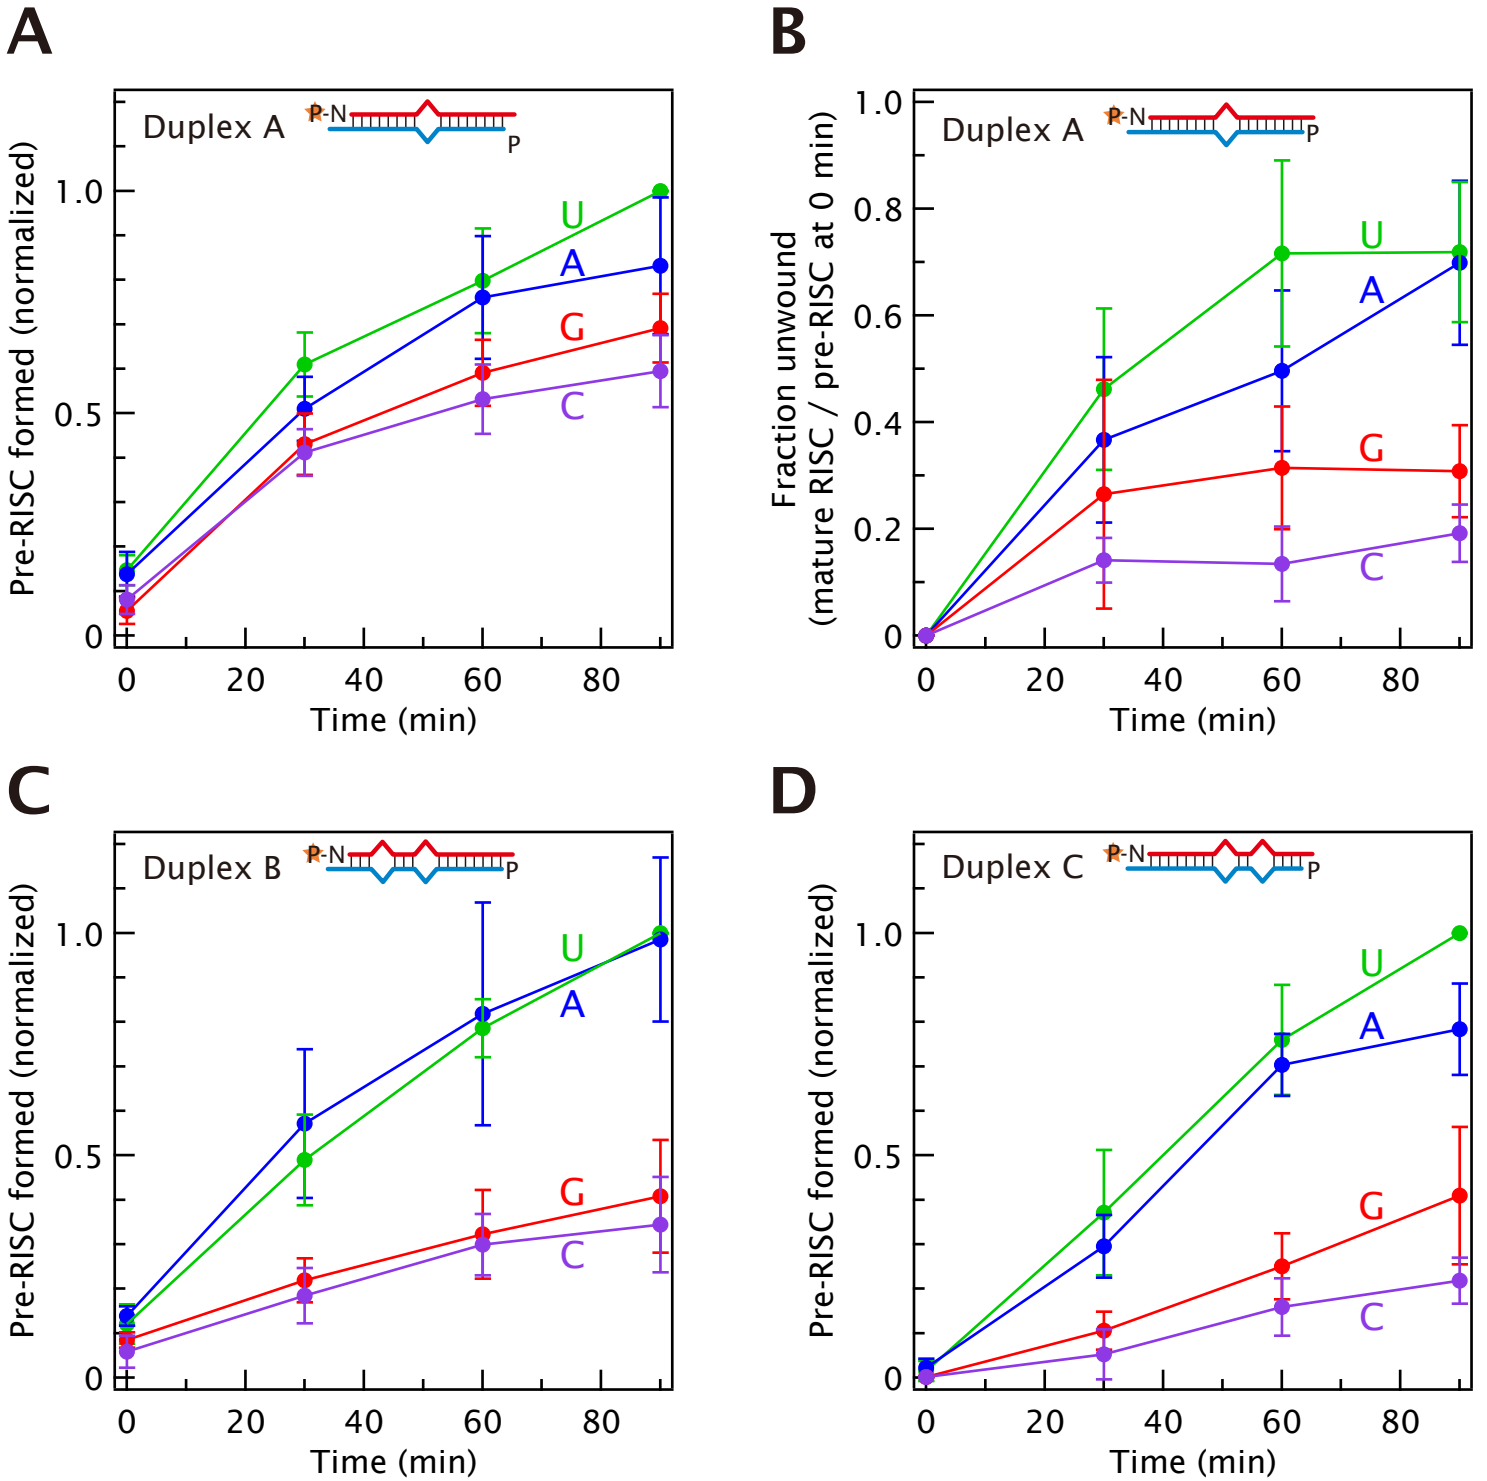 A
Pre-RISC formed (normalized)
Duplex A
P-N
P
1.0
0.5
0
U
A
G
C
0 20 40 60 80
Time (min)
B
Fraction unwound
(mature RISC / pre-RISC at 0 min)
Duplex A
P-N
P
1.0
0.8
0.6
0.4
0.2
0
U
A
G
C
0 20 40 60 80
Time (min)
C
Pre-RISC formed (normalized)
Duplex B
P-N
P
1.0
0.5
0
U
A
G
C
0 20 40 60 80
Time (min)
D
Pre-RISC formed (normalized)
Duplex C
P-N
P
1.0
0.5
0
U
A
G
C
0 20 40 60 80
Time (min)